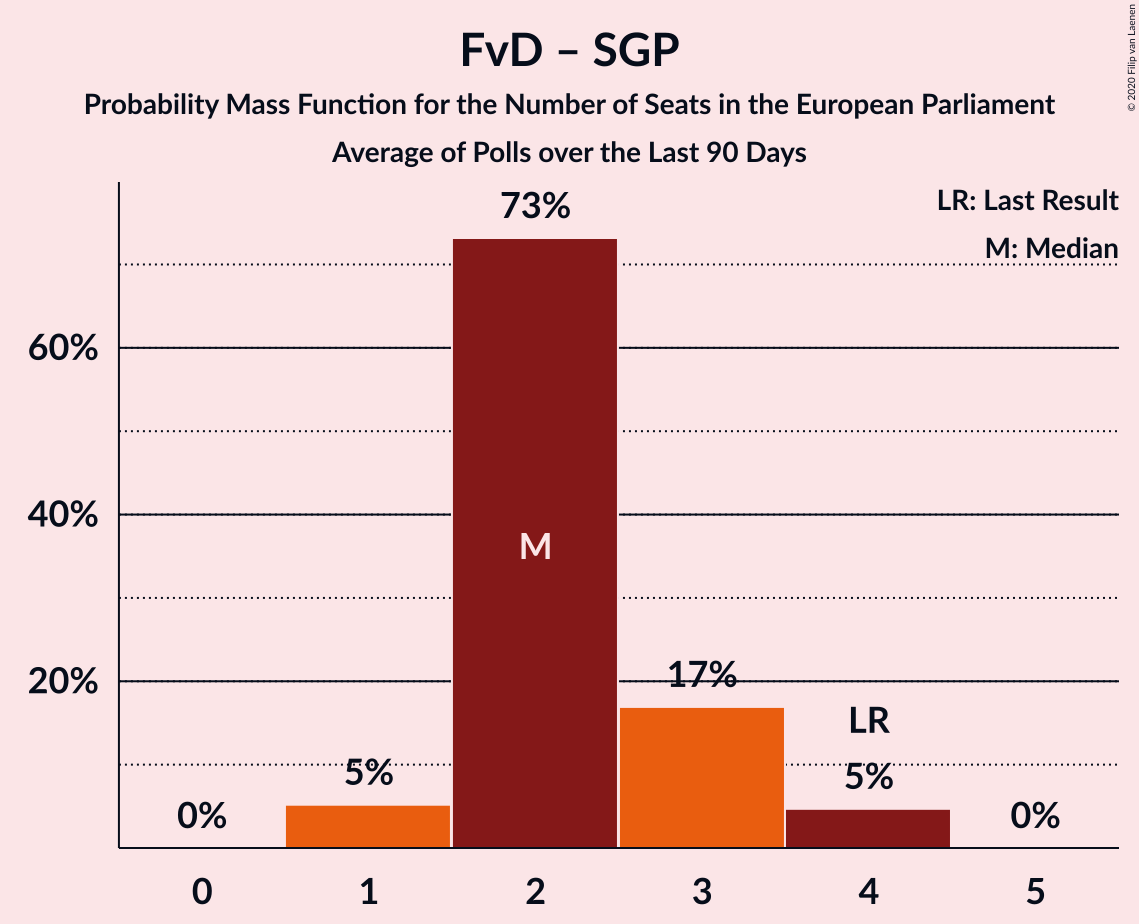 FvD – SGP
Probability Mass Function for the Number of Seats in the European Parliament
Average of Polls over the Last 90 Days
© 2020 Filip van Laenen
LR: Last Result
M: Median
73%
60%
40%
M
20%
17%
LR
5%
5%
0%
0%
0 1 2 3 4 5